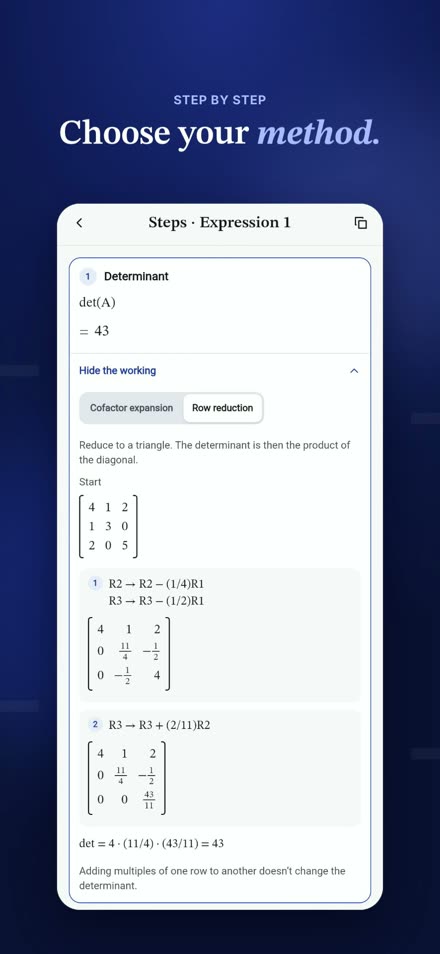 STEP BY STEP
Choose your method.
Steps · Expression 1
1 Determinant
det(A)
= 43
Hide the working
Cofactor expansion Row reduction
Reduce to a triangle. The determinant is then the product of
the diagonal.
Start
4 1 2
1 3 0
2 0 5
1 R2 → R2 − (1/4)R1
R3 → R3 − (1/2)R1
4 1 2
0 11/4 −1/2
0 −1/2 4
2 R3 → R3 + (2/11)R2
4 1 2
0 11/4 −1/2
0 0 43/11
det = 4 · (11/4) · (43/11) = 43
Adding multiples of one row to another doesn’t change the
determinant.